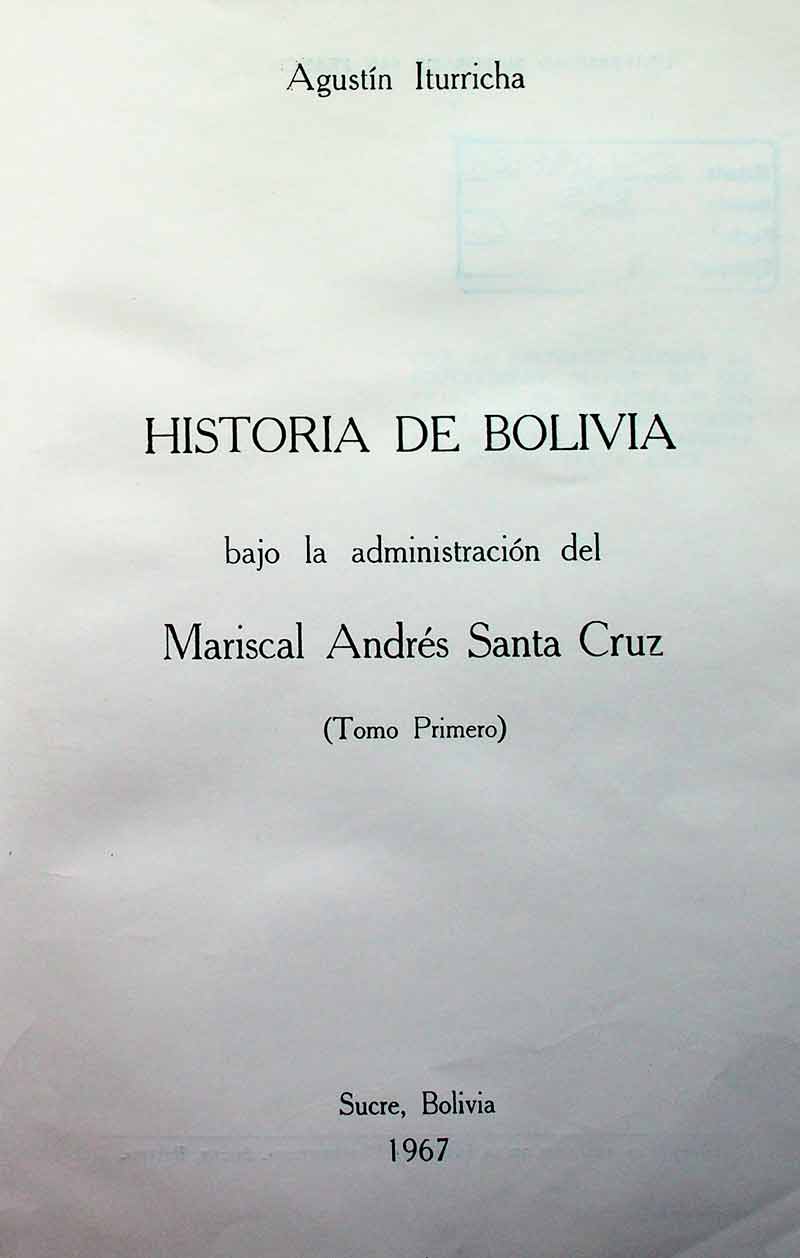 Agustín Iturricha
HISTORIA DE BOLIVIA
bajo la administración del
Mariscal Andrés Santa Cruz
(Tomo Primero)
Sucre, Bolivia
1967